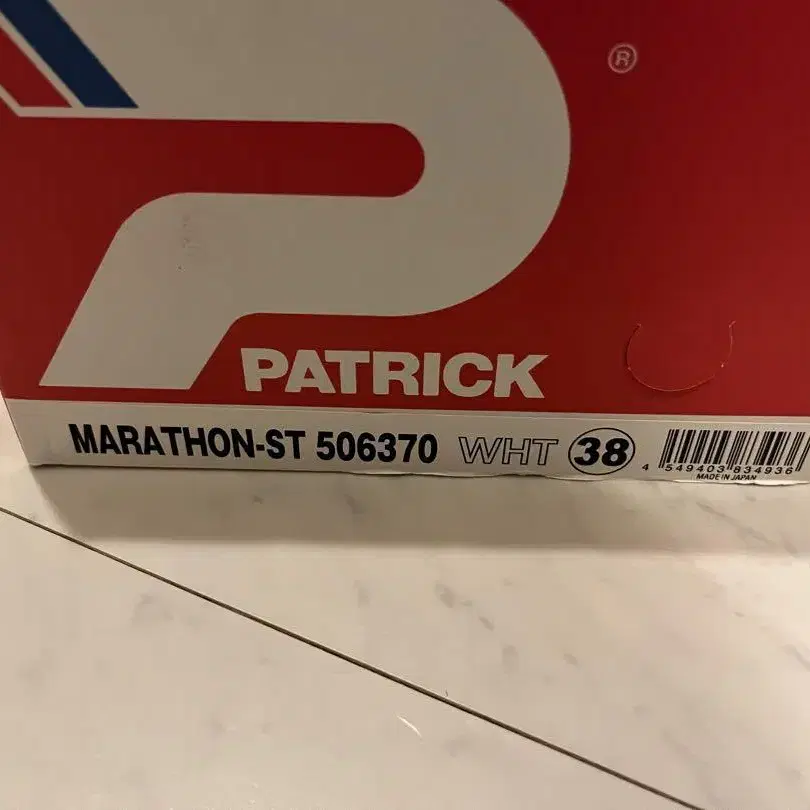 ®
PATRICK
MARATHON-ST 506370 WHT 38
4 549403 834936
MADE IN JAPAN